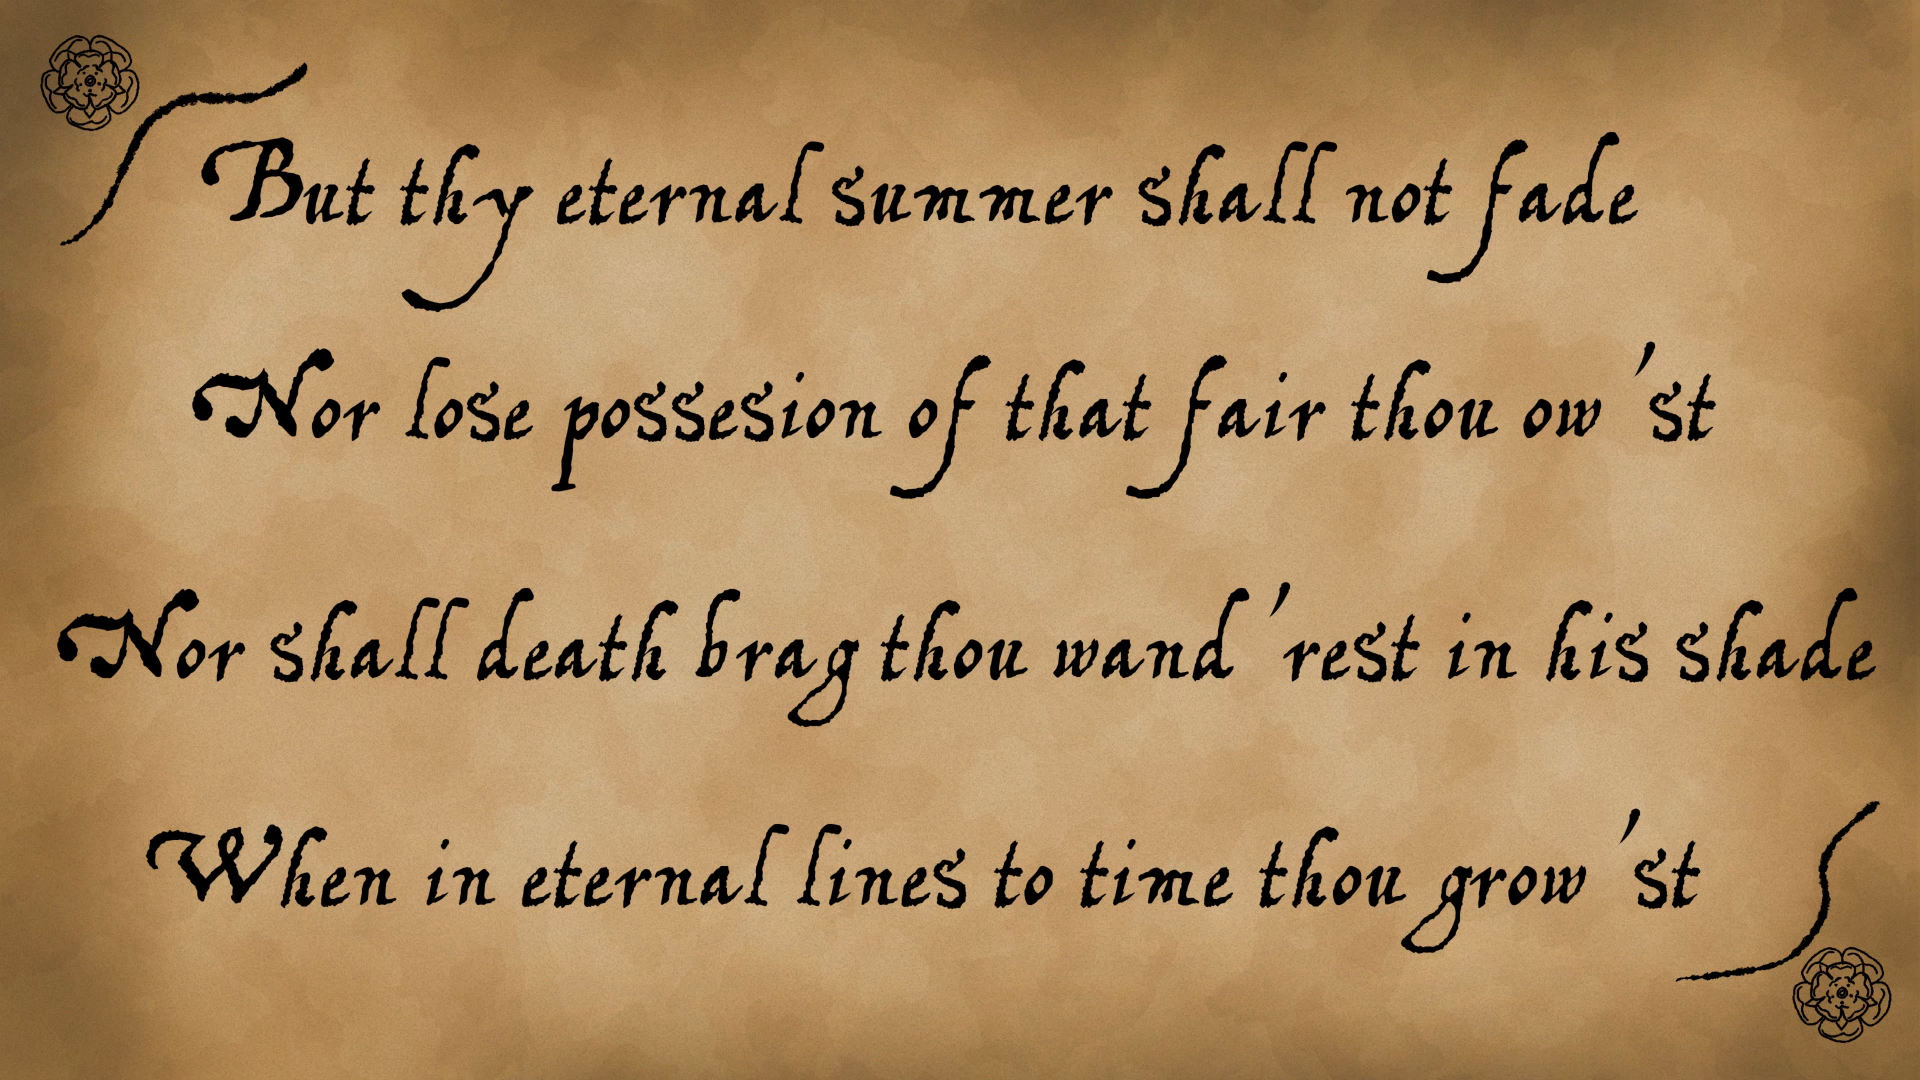 But thy eternal summer shall not fade
Nor lose possesion of that fair thou ow'st
Nor shall death brag thou wand'rest in his shade
When in eternal lines to time thou grow'st